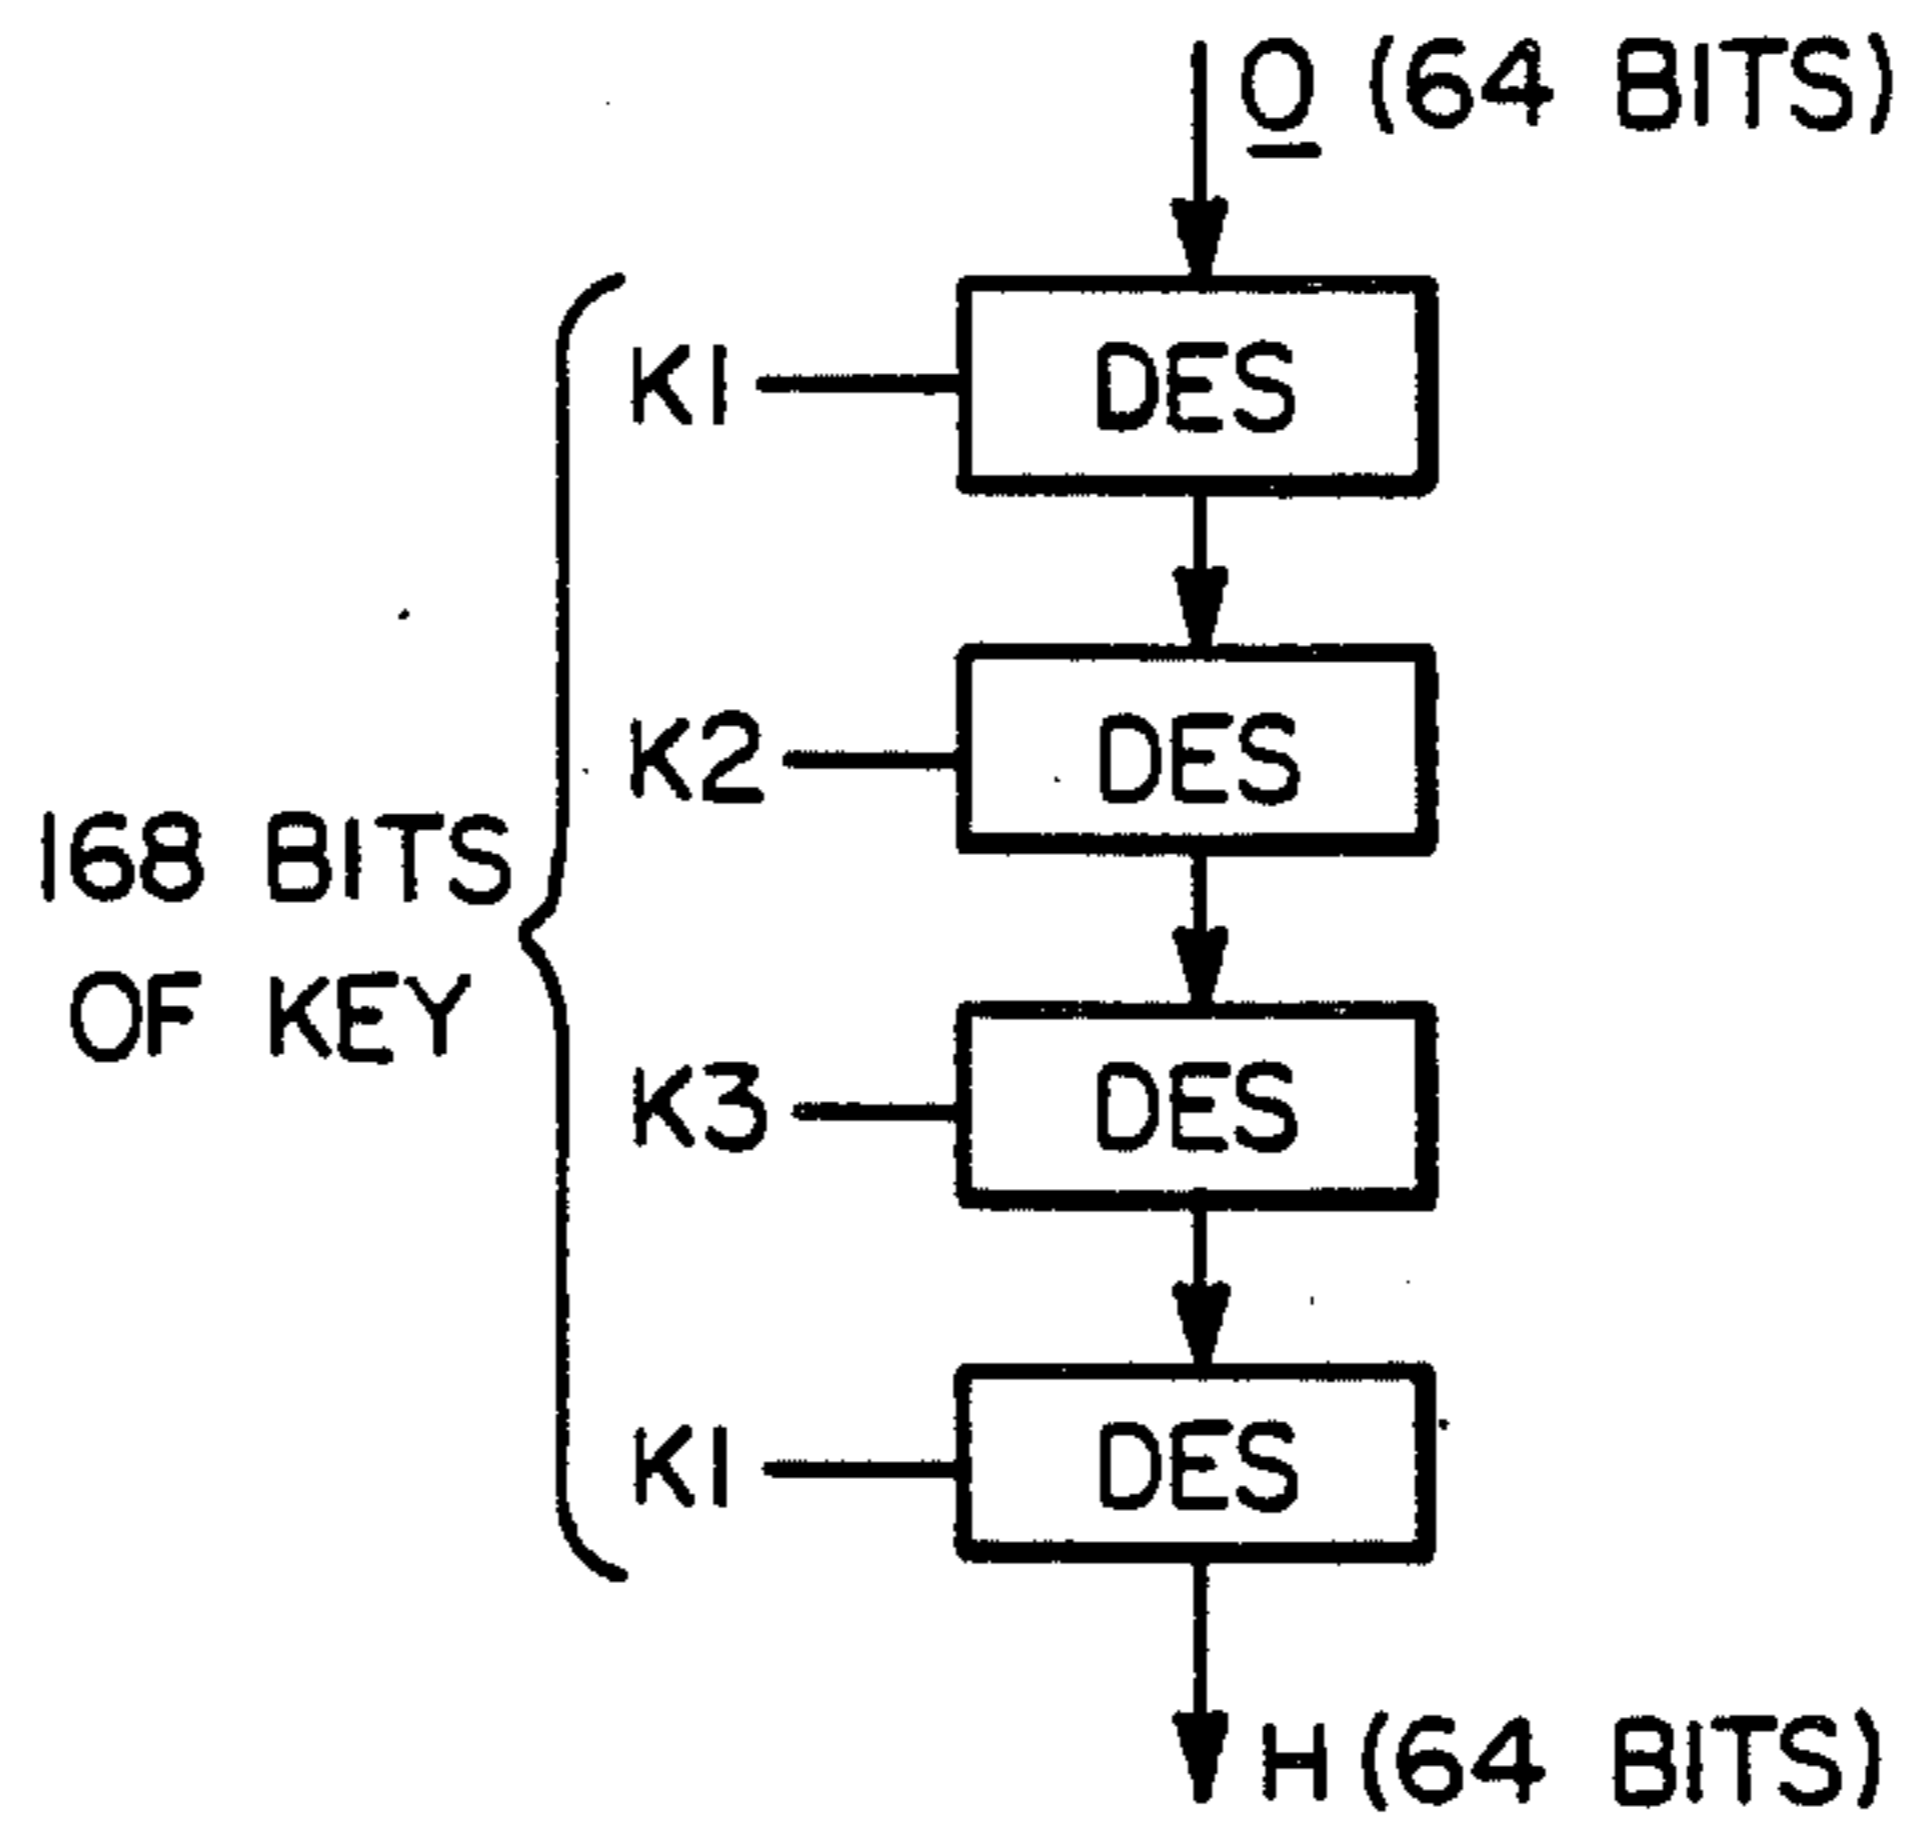 O (64 BITS)
K1
DES
K2
DES
168 BITS
OF KEY
K3
DES
K1
DES
H (64 BITS)